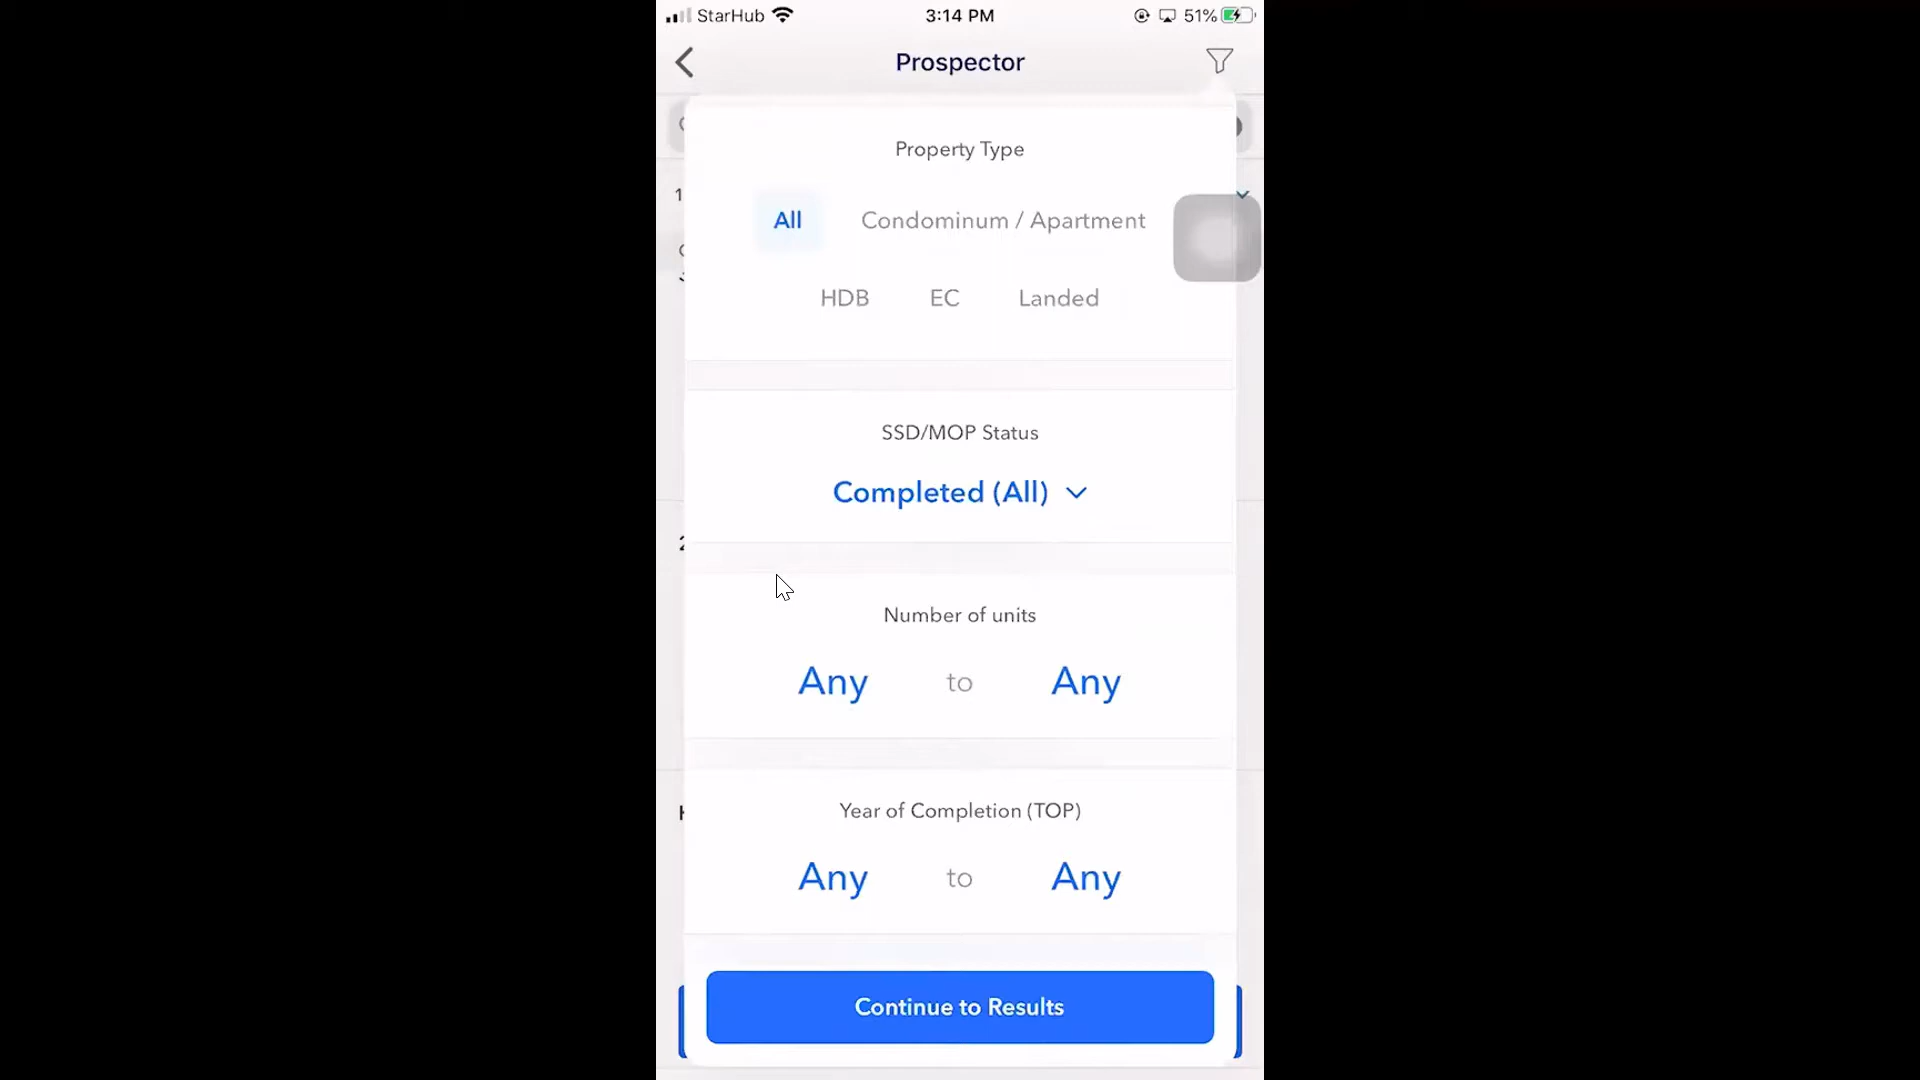 StarHub 3:14 PM 51%
Prospector
Property Type
All Condominum / Apartment
HDB EC Landed
SSD/MOP Status
Completed (All)
Number of units
Any to Any
Year of Completion (TOP)
Any to Any
Continue to Results